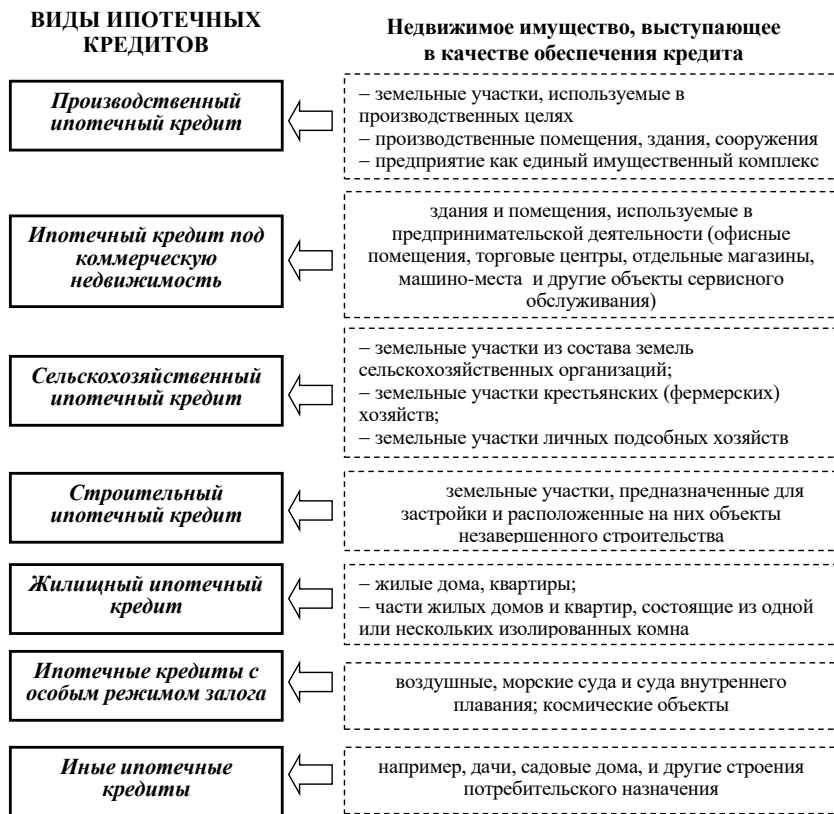 ВИДЫ ИПОТЕЧНЫХ
КРЕДИТОВ
Недвижимое имущество, выступающее
в качестве обеспечения кредита
Производственный
ипотечный кредит
– земельные участки, используемые в
производственных целях
– производственные помещения, здания, сооружения
– предприятие как единый имущественный комплекс
Ипотечный кредит под
коммерческую
недвижимость
здания и помещения, используемые в
предпринимательской деятельности (офисные
помещения, торговые центры, отдельные магазины,
машино-места и другие объекты сервисного
обслуживания)
Сельскохозяйственный
ипотечный кредит
– земельные участки из состава земель
сельскохозяйственных организаций;
– земельные участки крестьянских (фермерских)
хозяйств;
– земельные участки личных подсобных хозяйств
Строительный
ипотечный кредит
земельные участки, предназначенные для
застройки и расположенные на них объекты
незавершенного строительства
Жилищный ипотечный
кредит
– жилые дома, квартиры;
– части жилых домов и квартир, состоящие из одной
или нескольких изолированных комна
Ипотечные кредиты с
особым режимом залога
воздушные, морские суда и суда внутреннего
плавания; космические объекты
Иные ипотечные
кредиты
например, дачи, садовые дома, и другие строения
потребительского назначения